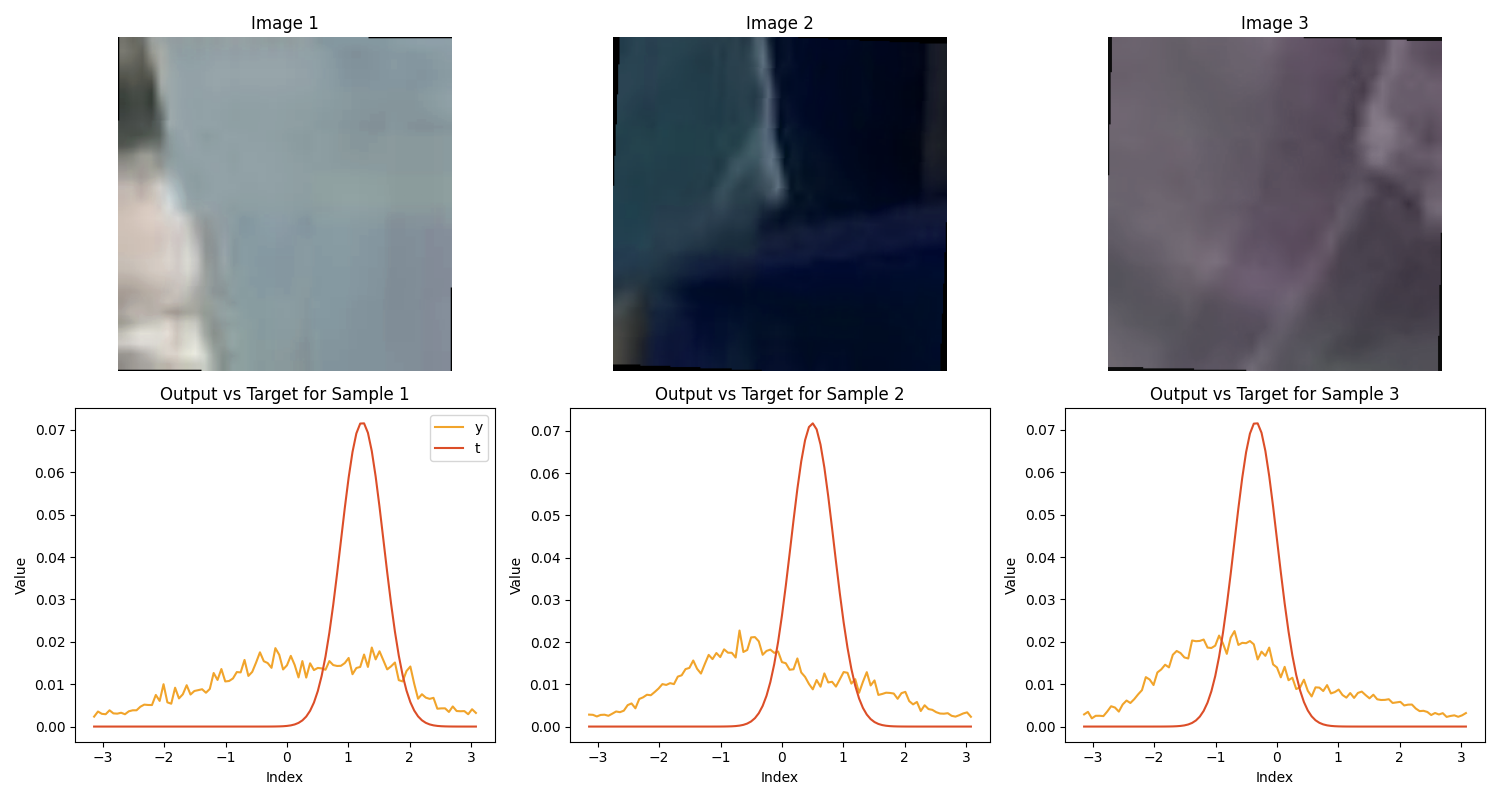 Image 1
Image 2
Image 3
Output vs Target for Sample 1
Output vs Target for Sample 2
Output vs Target for Sample 3
y
t
0.07
0.06
0.05
0.04
0.03
0.02
0.01
0.00
Value
−3 −2 −1 0 1 2 3
Index
0.07
0.06
0.05
0.04
0.03
0.02
0.01
0.00
Value
−3 −2 −1 0 1 2 3
Index
0.07
0.06
0.05
0.04
0.03
0.02
0.01
0.00
Value
−3 −2 −1 0 1 2 3
Index